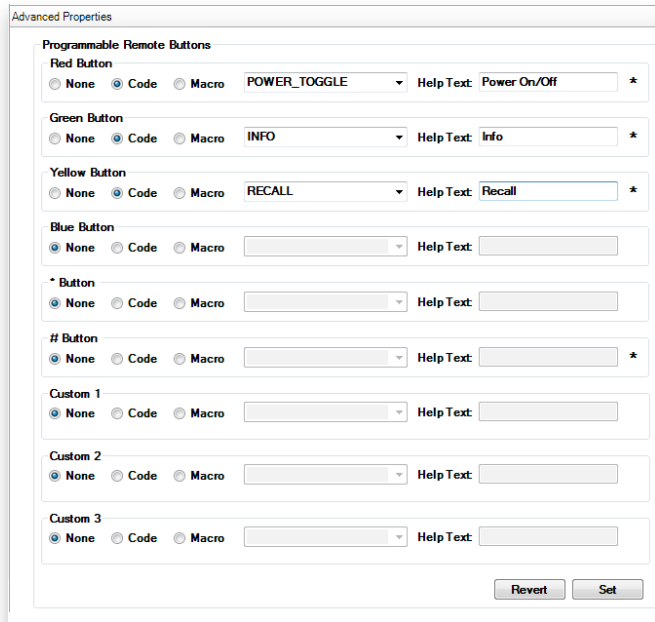 Advanced Properties
Programmable Remote Buttons
Red Button
None Code Macro POWER_TOGGLE Help Text: Power On/Off *
Green Button
None Code Macro INFO Help Text: Info *
Yellow Button
None Code Macro RECALL Help Text: Recall *
Blue Button
None Code Macro Help Text:
* Button
None Code Macro Help Text:
# Button
None Code Macro Help Text: *
Custom 1
None Code Macro Help Text:
Custom 2
None Code Macro Help Text:
Custom 3
None Code Macro Help Text:
Revert Set